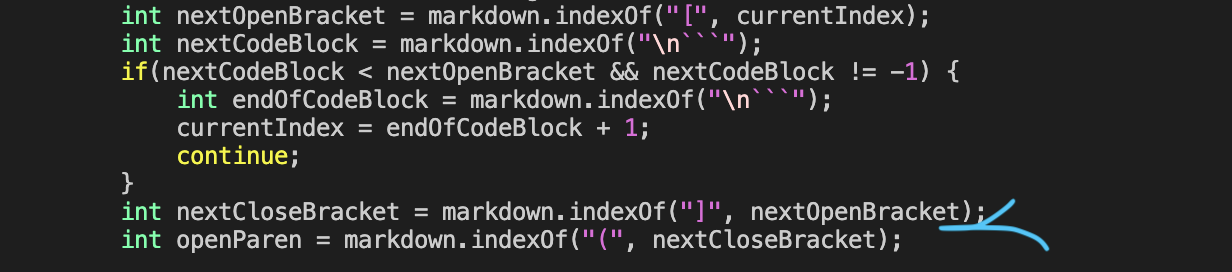 int nextOpenBracket = markdown.indexOf("[", currentIndex);
int nextCodeBlock = markdown.indexOf("\n```");
if(nextCodeBlock < nextOpenBracket && nextCodeBlock != -1) {
int endOfCodeBlock = markdown.indexOf("\n```");
currentIndex = endOfCodeBlock + 1;
continue;
}
int nextCloseBracket = markdown.indexOf("]", nextOpenBracket);
int openParen = markdown.indexOf("(", nextCloseBracket);